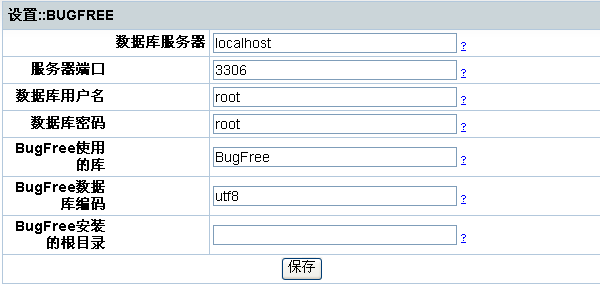 设置::BUGFREE
数据库服务器 localhost ?
服务器端口 3306 ?
数据库用户名 root ?
数据库密码 root ?
BugFree使用
的库 BugFree ?
BugFree数据
库编码 utf8 ?
BugFree安装
的根目录 ?
保存